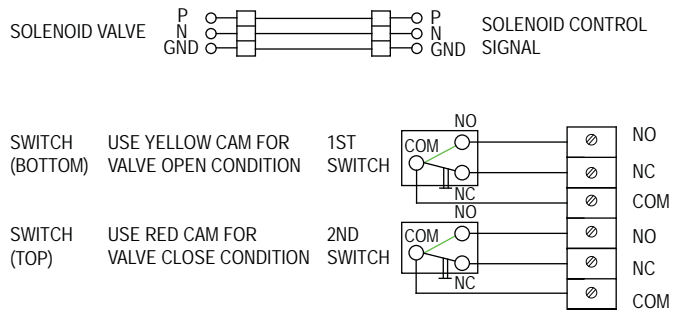 SOLENOID VALVE
P
N
GND
P
N
GND
SOLENOID CONTROL
SIGNAL
SWITCH
(BOTTOM)
USE YELLOW CAM FOR
VALVE OPEN CONDITION
1ST
SWITCH
NO
COM
NC
NO
NC
COM
SWITCH
(TOP)
USE RED CAM FOR
VALVE CLOSE CONDITION
2ND
SWITCH
NO
COM
NC
NO
NC
COM